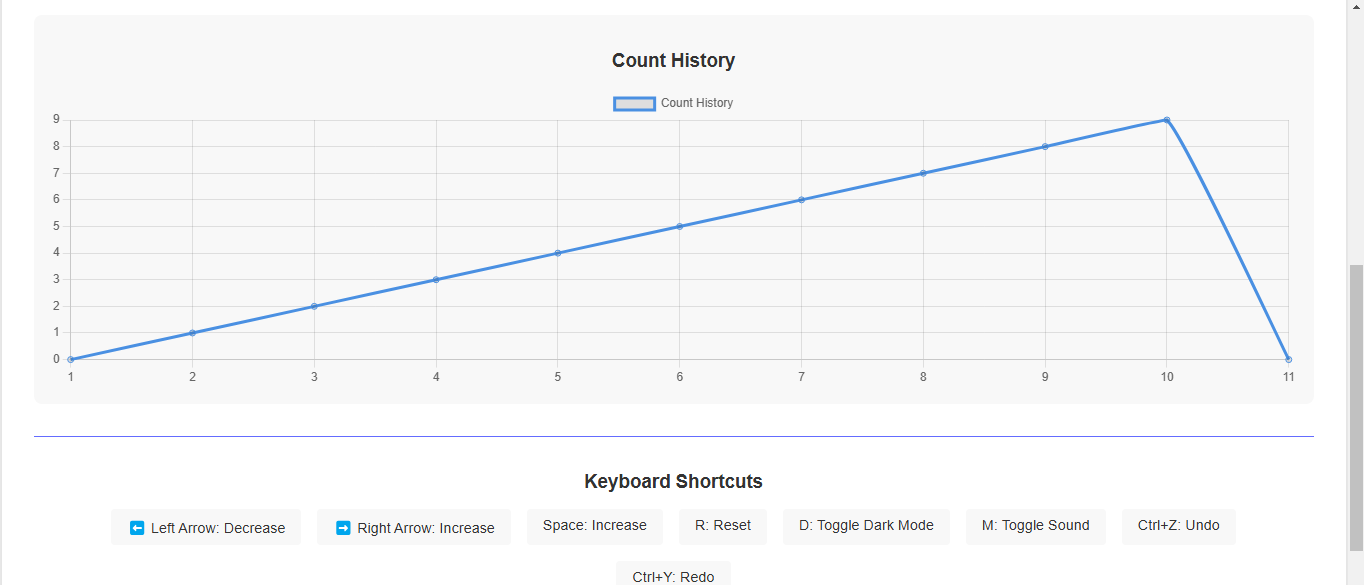 Count History
Count History
9
8
7
6
5
4
3
2
1
0
1 2 3 4 5 6 7 8 9 10 11
Keyboard Shortcuts
⬅️ Left Arrow: Decrease ➡️ Right Arrow: Increase Space: Increase R: Reset D: Toggle Dark Mode M: Toggle Sound Ctrl+Z: Undo
Ctrl+Y: Redo